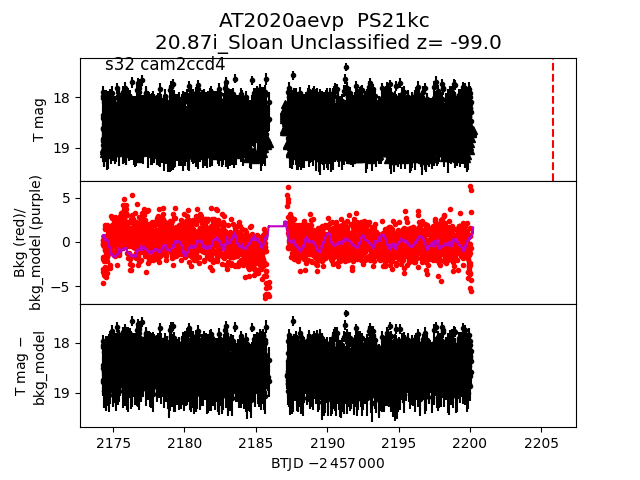 AT2020aevp PS21kc
20.87i_Sloan Unclassified z= -99.0
s32 cam2ccd4
T mag
18
19
Bkg (red)/
bkg_model (purple)
5
0
−5
T mag −
bkg_model
18
19
2175 2180 2185 2190 2195 2200 2205
BTJD −2 457 000